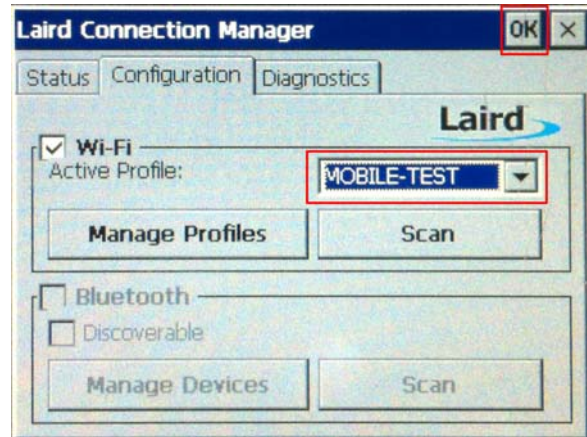 Laird Connection Manager OK ×
Status Configuration Diagnostics
Laird
Wi-Fi
Active Profile:
MOBILE-TEST
Manage Profiles Scan
Bluetooth
Discoverable
Manage Devices Scan